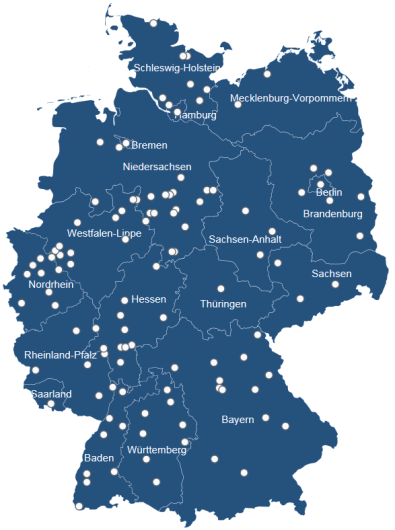 Schleswig-Holstein
Mecklenburg-Vorpommern
Hamburg
Bremen
Niedersachsen
Berlin
Brandenburg
Westfalen-Lippe
Sachsen-Anhalt
Sachsen
Nordrhein
Hessen
Thüringen
Rheinland-Pfalz
Saarland
Bayern
Württemberg
Baden